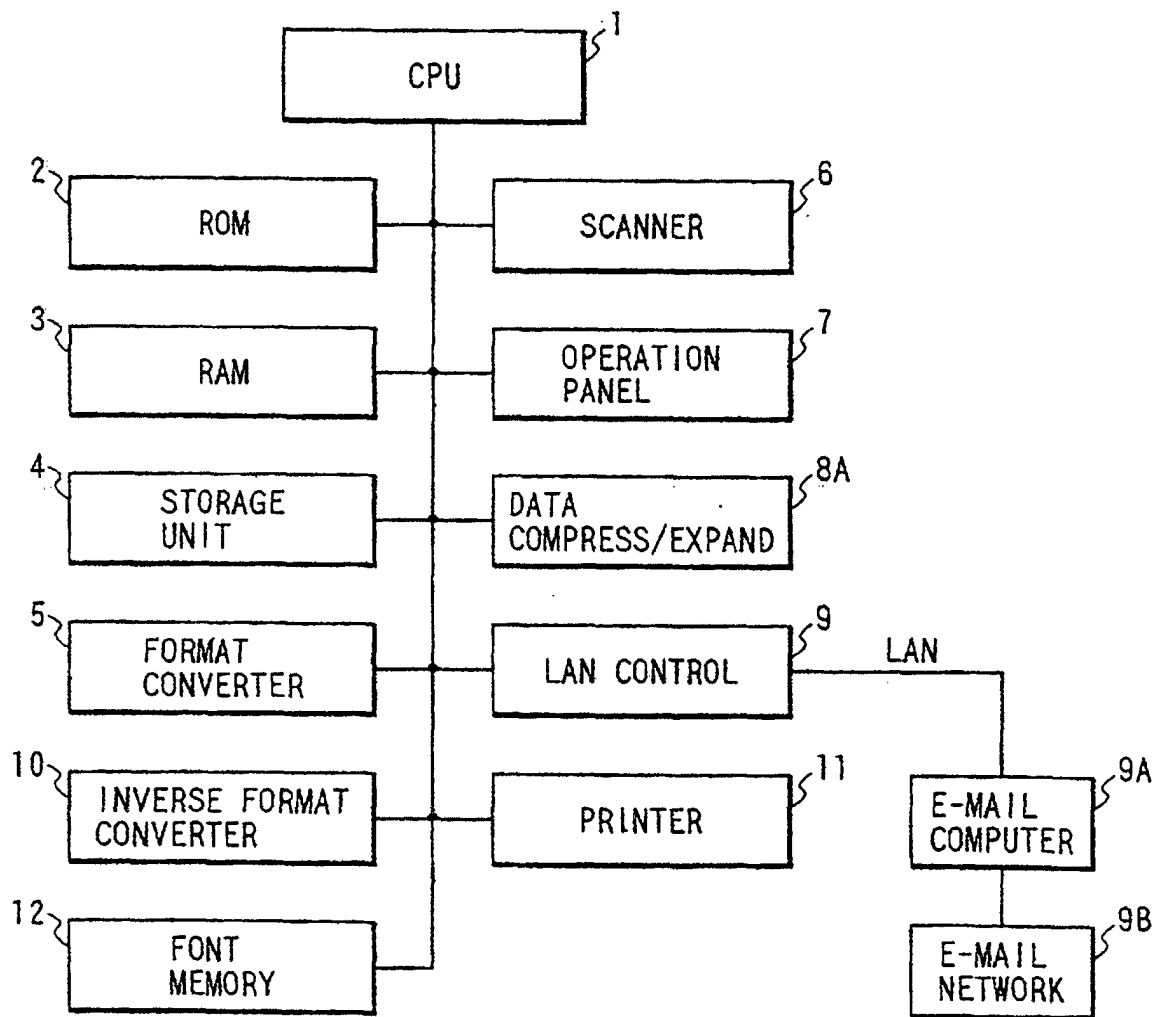 1
CPU
2
ROM
6
SCANNER
3
RAM
7
OPERATION
PANEL
4
STORAGE
UNIT
8A
DATA
COMPRESS/EXPAND
5
FORMAT
CONVERTER
9
LAN CONTROL
LAN
10
INVERSE FORMAT
CONVERTER
11
PRINTER
9A
E-MAIL
COMPUTER
12
FONT
MEMORY
9B
E-MAIL
NETWORK